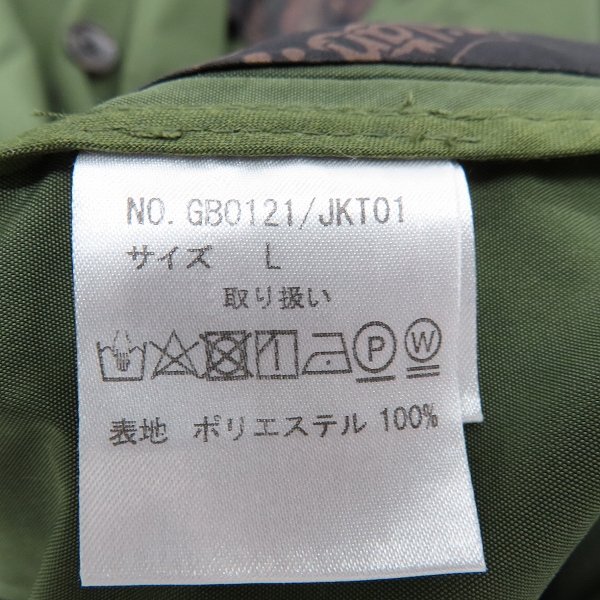 NO. GB0121/JKT01
サイズ L
取り扱い
P W
表地 ポリエステル 100%